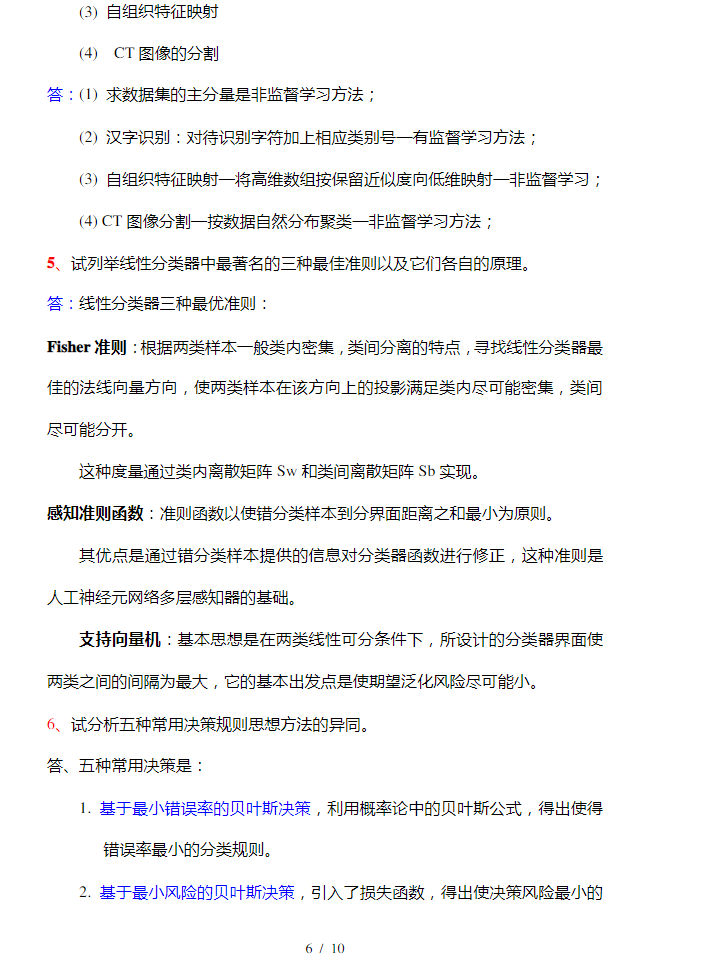 (3) 自组织特征映射
(4) CT 图像的分割
答：(1) 求数据集的主分量是非监督学习方法；
(2) 汉字识别：对待识别字符加上相应类别号—有监督学习方法；
(3) 自组织特征映射—将高维数组按保留近似度向低维映射—非监督学习；
(4) CT 图像分割—按数据自然分布聚类—非监督学习方法；
5、试列举线性分类器中最著名的三种最佳准则以及它们各自的原理。
答：线性分类器三种最优准则：
Fisher 准则：根据两类样本一般类内密集，类间分离的特点，寻找线性分类器最
佳的法线向量方向，使两类样本在该方向上的投影满足类内尽可能密集，类间
尽可能分开。
这种度量通过类内离散矩阵 Sw 和类间离散矩阵 Sb 实现。
感知准则函数：准则函数以使错分类样本到分界面距离之和最小为原则。
其优点是通过错分类样本提供的信息对分类器函数进行修正，这种准则是
人工神经元网络多层感知器的基础。
支持向量机：基本思想是在两类线性可分条件下，所设计的分类器界面使
两类之间的间隔为最大，它的基本出发点是使期望泛化风险尽可能小。
6、试分析五种常用决策规则思想方法的异同。
答、五种常用决策是：
1. 基于最小错误率的贝叶斯决策，利用概率论中的贝叶斯公式，得出使得
错误率最小的分类规则。
2. 基于最小风险的贝叶斯决策，引入了损失函数，得出使决策风险最小的
6 / 10